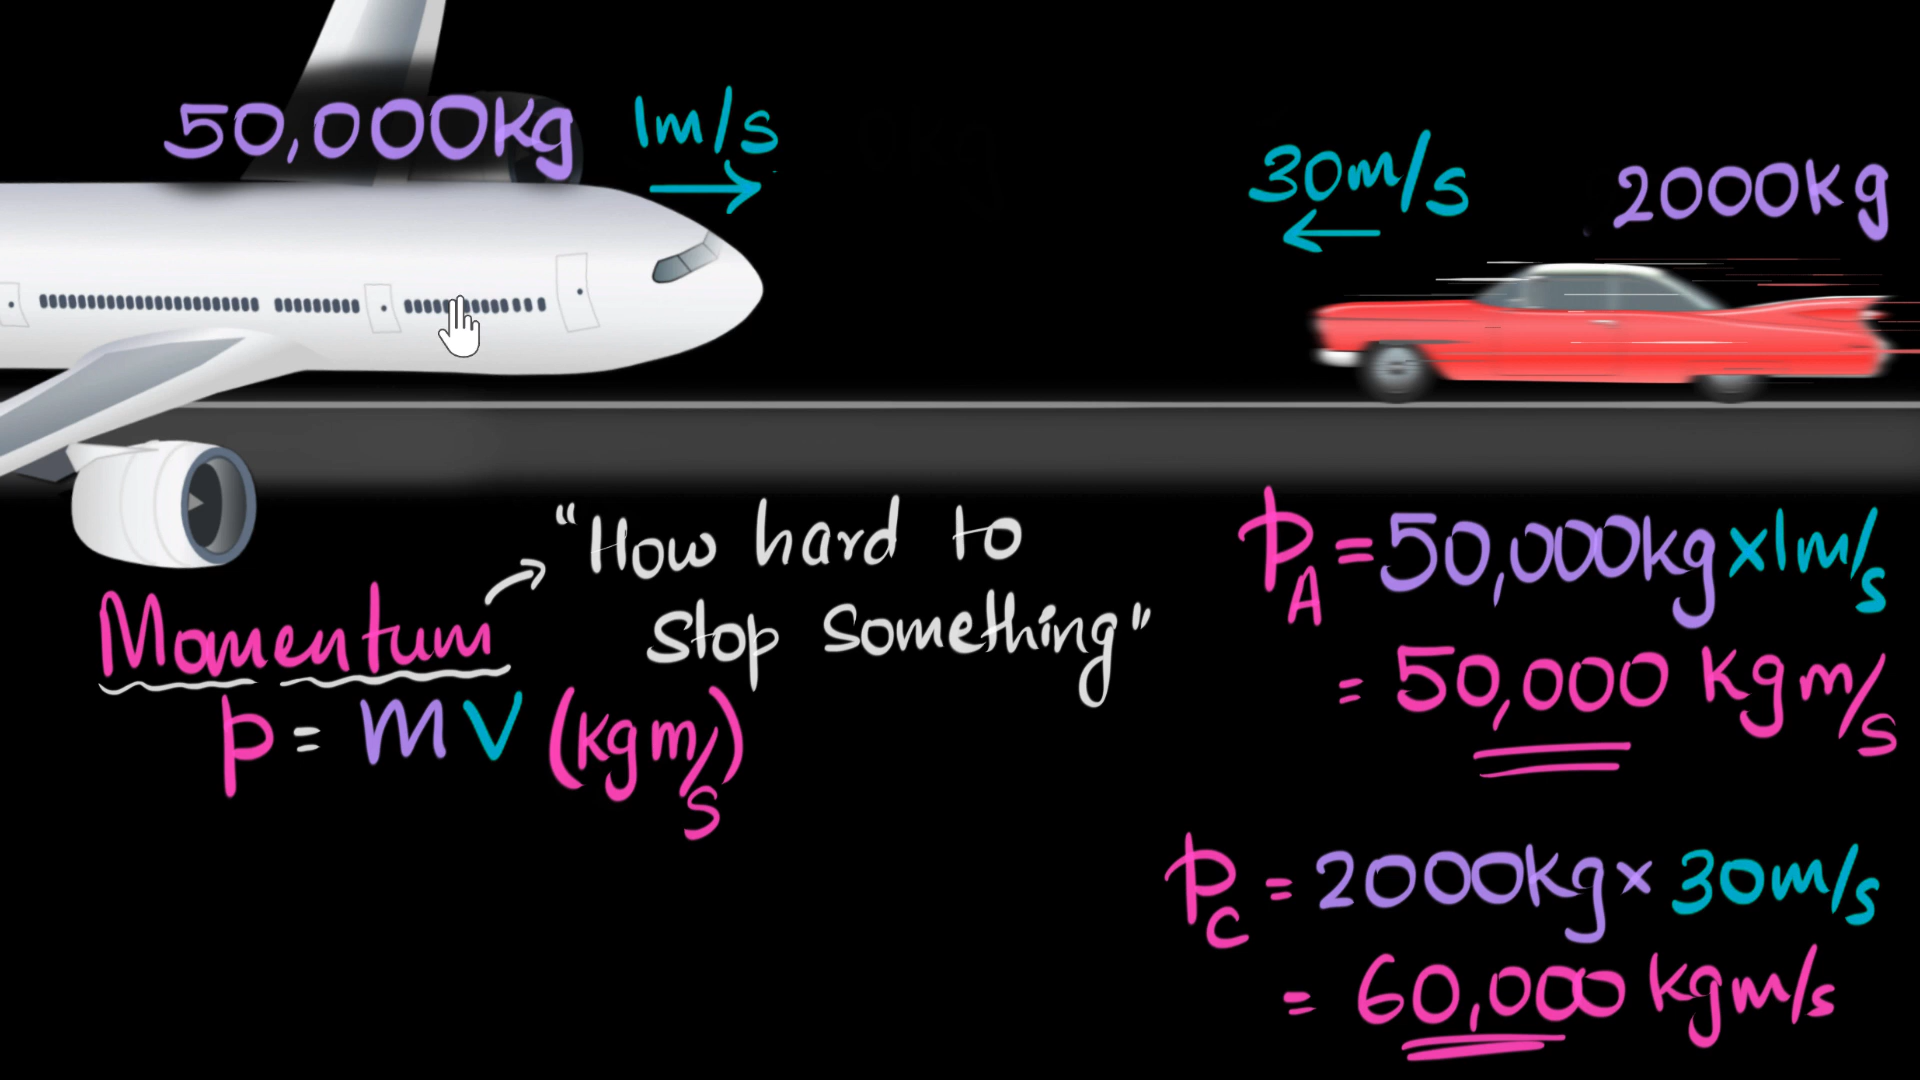 50,000kg 1m/s
30m/s 2000kg
"How hard to
stop something"
Momentum
p = mv (kgm/s)
pA = 50,000kg x 1m/s
= 50,000 kgm/s
pC = 2000kg x 30m/s
= 60,000 kgm/s